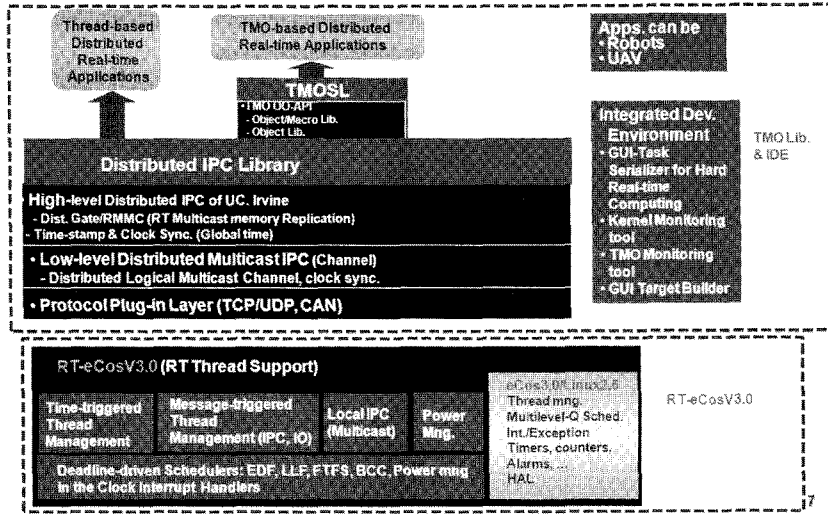 Thread-based
Distributed
Real-time
Applications
TMO-based Distributed
Real-time Applications
Apps. can be
• Robots
• UAV
TMOSL
• TMO OO-API
- Object/Macro Lib.
- Object Lib.
Distributed IPC Library
• High-level Distributed IPC of UC. Irvine
- Dist. Gate/RMMC (RT Multicast memory Replication)
- Time-stamp & Clock Sync. (Global time)
• Low-level Distributed Multicast IPC (Channel)
- Distributed Logical Multicast Channel, clock sync.
• Protocol Plug-in Layer (TCP/UDP, CAN)
Integrated Dev.
Environment
• GUI-Task
Serializer for Hard
Real-time
Computing
• Kernel Monitoring
tool
• TMO Monitoring
tool
• GUI Target Builder
TMO Lib.
& IDE
RT-eCosV3.0 (RT Thread Support)
Time-triggered
Thread
Management
Message-triggered
Thread
Management (IPC, IO)
Local IPC
(Multicast)
Power
Mng.
Deadline-driven Schedulers: EDF, LLF, FTFS, BCC, Power mng
in the Clock Interrupt Handlers
eCos3.0/Linux2.6
Thread mng.
Multilevel-Q Sched.
Int./Exception
Timers, counters.
Alarms, ...
HAL
RT-eCosV3.0
7